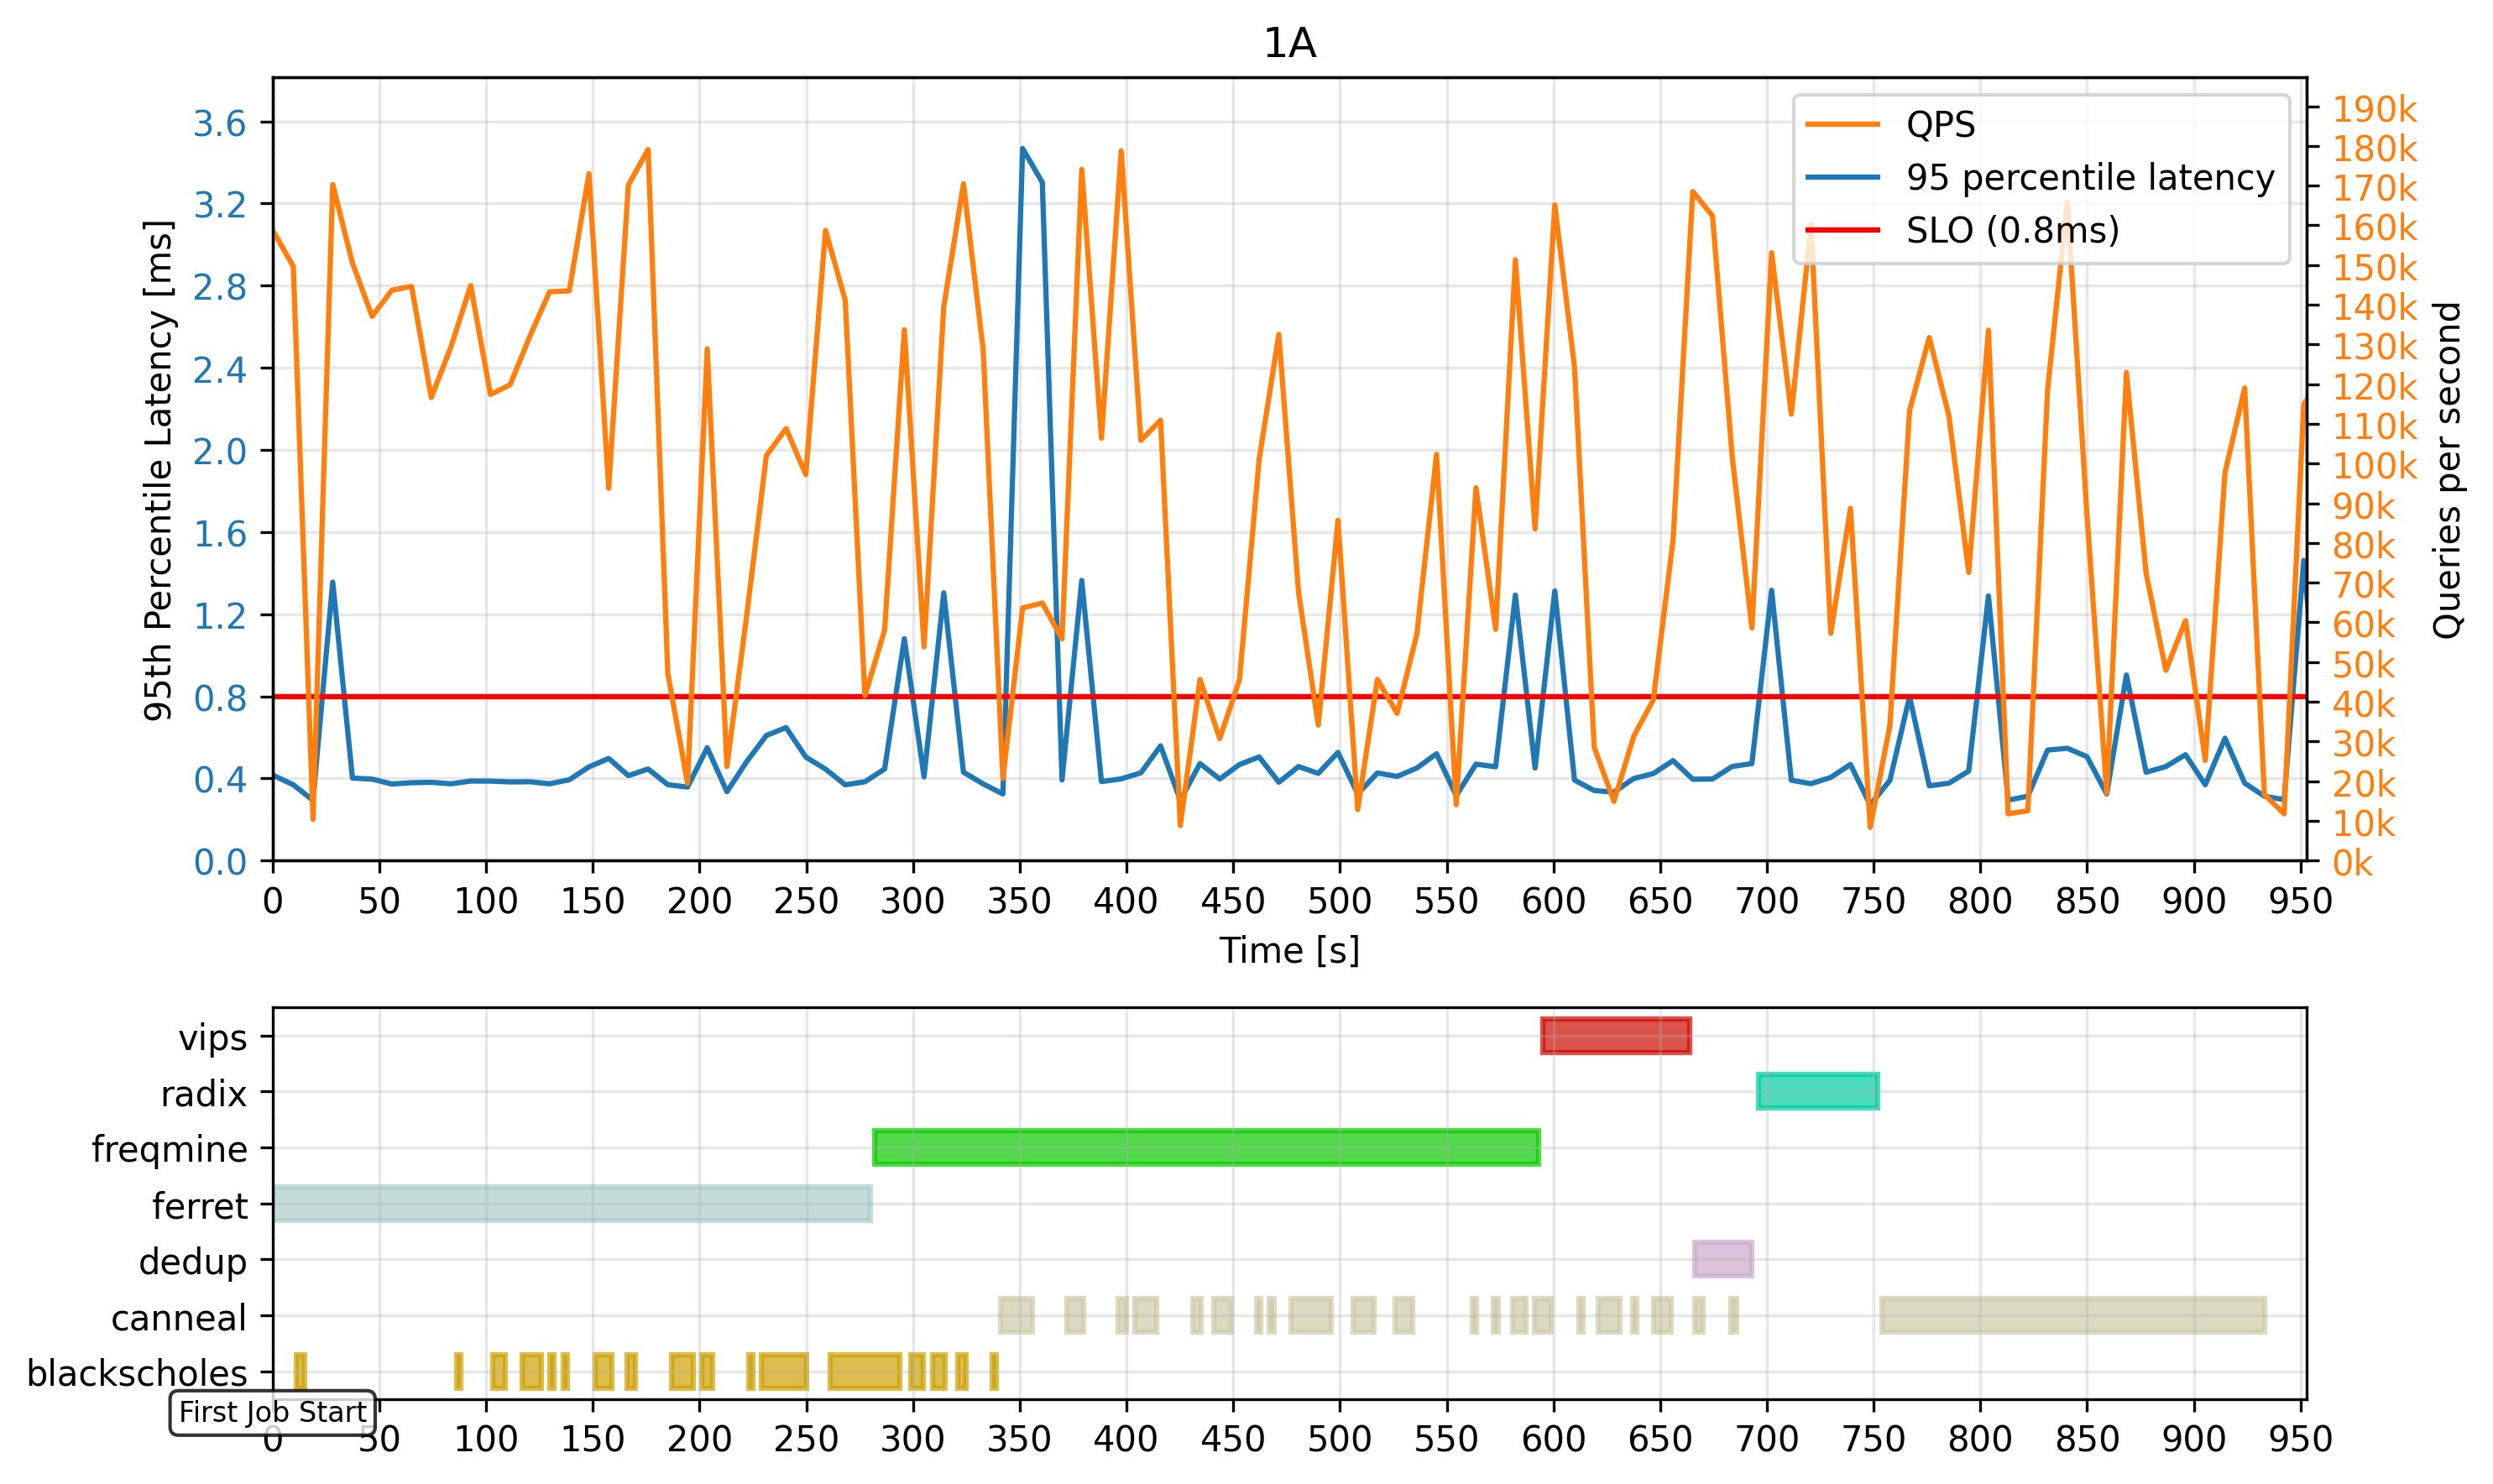 1A
95th Percentile Latency [ms]
3.6
3.2
2.8
2.4
2.0
1.6
1.2
0.8
0.4
0.0
QPS
95 percentile latency
SLO (0.8ms)
190k
180k
170k
160k
150k
140k
130k
120k
110k
100k
90k
80k
70k
60k
50k
40k
30k
20k
10k
0k
Queries per second
0 50 100 150 200 250 300 350 400 450 500 550 600 650 700 750 800 850 900 950
Time [s]
vips
radix
freqmine
ferret
dedup
canneal
blackscholes
First Job Start
0 50 100 150 200 250 300 350 400 450 500 550 600 650 700 750 800 850 900 950